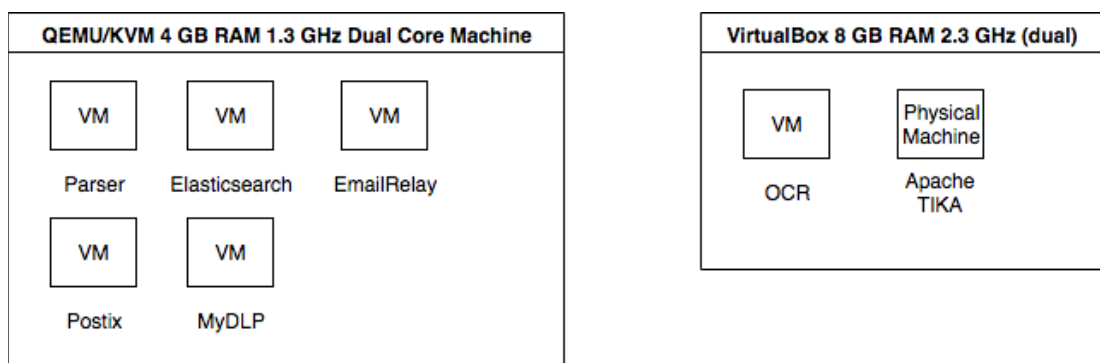 QEMU/KVM 4 GB RAM 1.3 GHz Dual Core Machine
VM
VM
VM
Parser
Elasticsearch
EmailRelay
VM
VM
Postix
MyDLP
VirtualBox 8 GB RAM 2.3 GHz (dual)
VM
Physical
Machine
OCR
Apache
TIKA